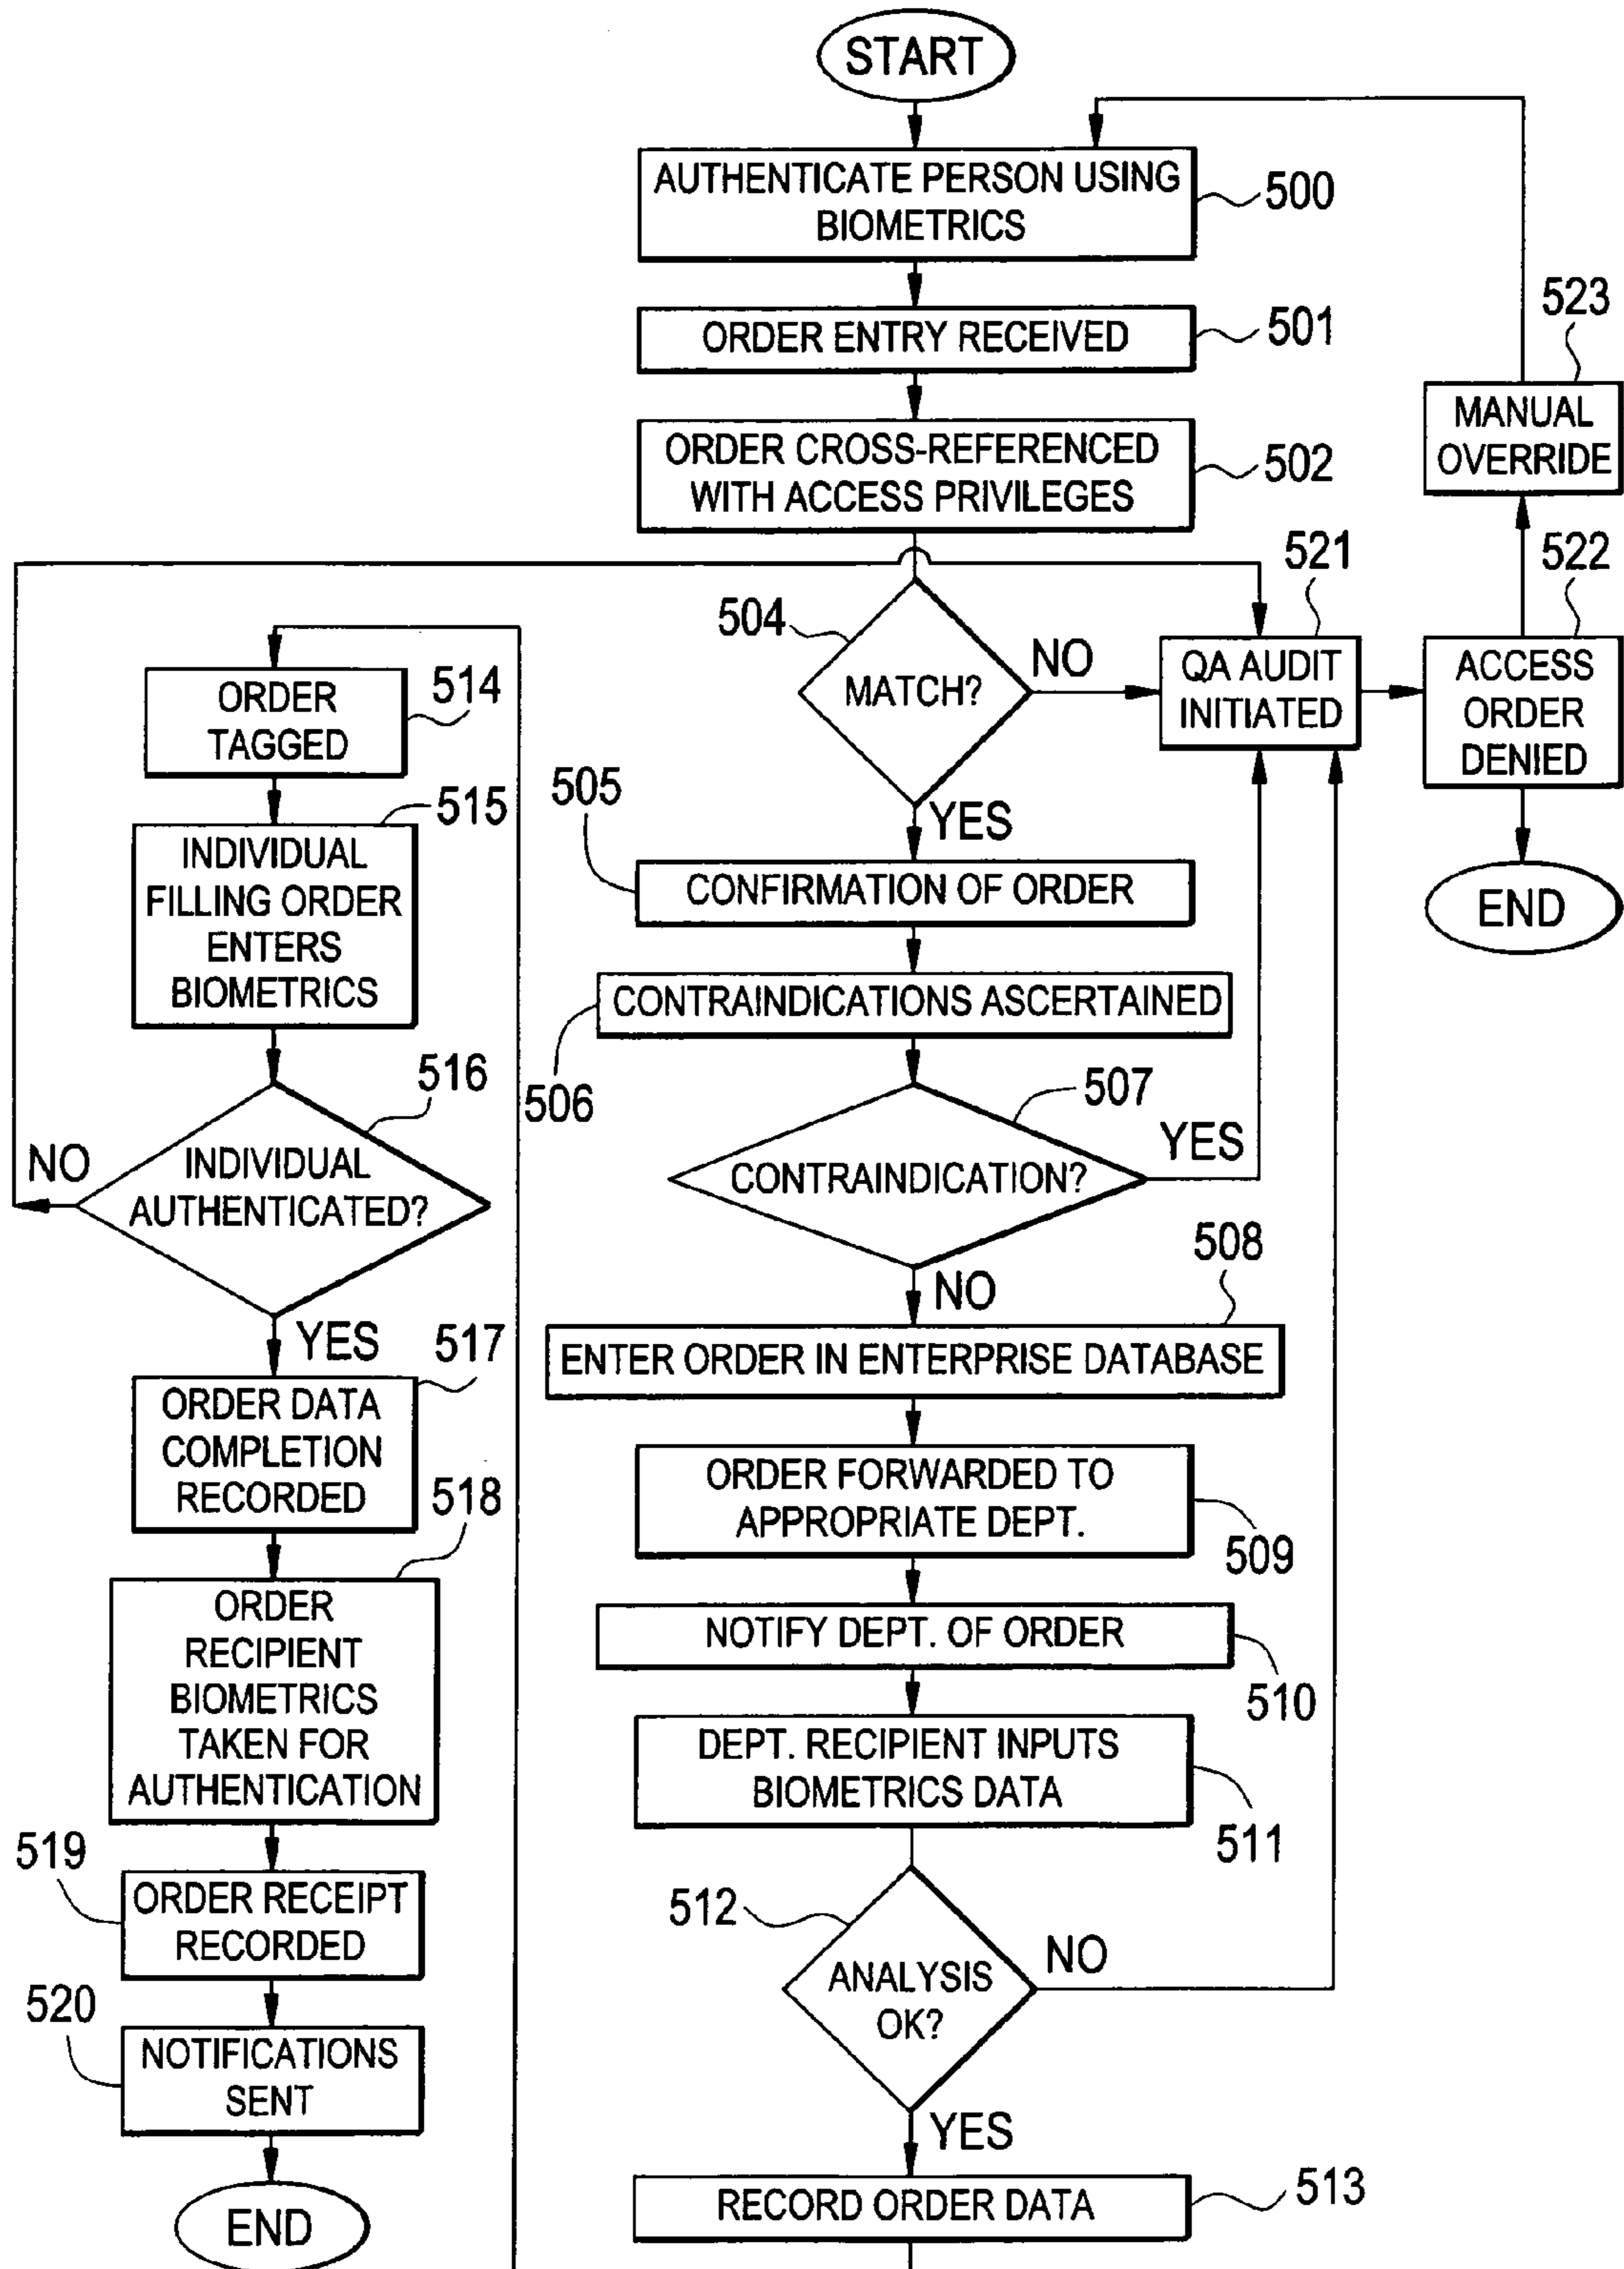 START
AUTHENTICATE PERSON USING
BIOMETRICS
500
ORDER ENTRY RECEIVED
501
ORDER CROSS-REFERENCED
WITH ACCESS PRIVILEGES
502
504
MATCH?
NO
YES
505
CONFIRMATION OF ORDER
CONTRAINDICATIONS ASCERTAINED
506
507
CONTRAINDICATION?
YES
NO
508
ENTER ORDER IN ENTERPRISE DATABASE
ORDER FORWARDED TO
APPROPRIATE DEPT.
509
NOTIFY DEPT. OF ORDER
510
DEPT. RECIPIENT INPUTS
BIOMETRICS DATA
511
512
ANALYSIS
OK?
NO
YES
RECORD ORDER DATA
513
ORDER
TAGGED
514
515
INDIVIDUAL
FILLING ORDER
ENTERS
BIOMETRICS
516
INDIVIDUAL
AUTHENTICATED?
NO
YES
517
ORDER DATA
COMPLETION
RECORDED
518
ORDER
RECIPIENT
BIOMETRICS
TAKEN FOR
AUTHENTICATION
519
ORDER RECEIPT
RECORDED
520
NOTIFICATIONS
SENT
END
521
QA AUDIT
INITIATED
522
ACCESS
ORDER
DENIED
523
MANUAL
OVERRIDE
END